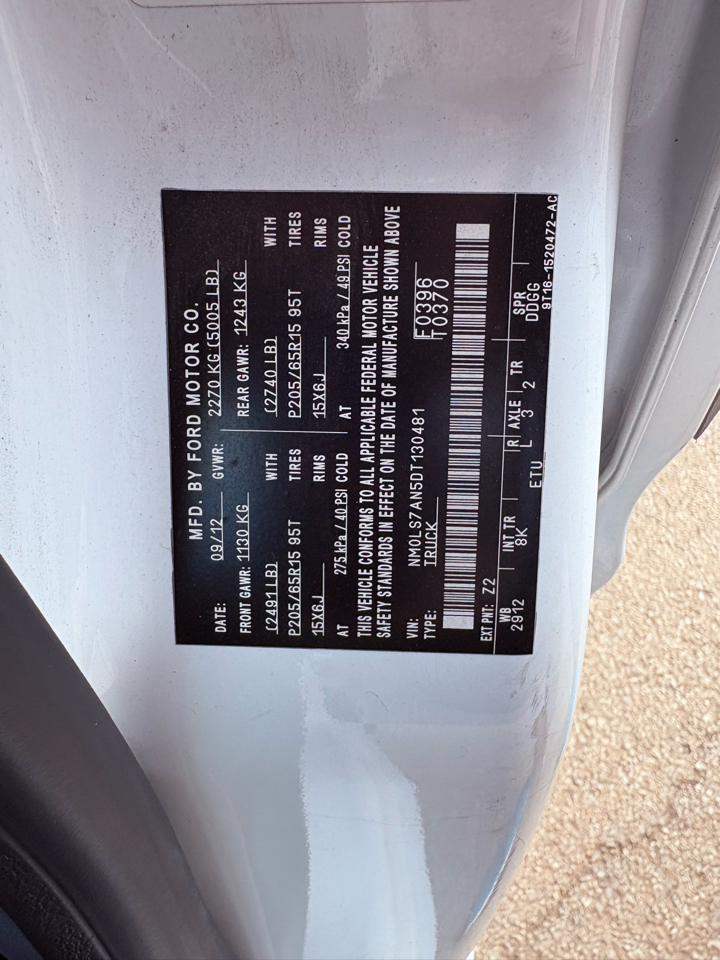 MFD. BY FORD MOTOR CO.
DATE: 09/12 GVWR: 2270 KG (5005 LB)
FRONT GAWR: 1130 KG REAR GAWR: 1243 KG
(2491 LB) (2740 LB) WITH
P205/65R15 95T TIRES P205/65R15 95T TIRES
15X6J RIMS 15X6J RIMS
AT 275 kPa / 40 PSI COLD AT 340 kPa / 49 PSI COLD
THIS VEHICLE CONFORMS TO ALL APPLICABLE FEDERAL MOTOR VEHICLE
SAFETY STANDARDS IN EFFECT ON THE DATE OF MANUFACTURE SHOWN ABOVE
VIN: NM0LS7AN5DT130481 F0396
TYPE: TRUCK T0370
EXT PNT: Z2
WB INT TR R AXLE TR SPR
2912 8K L 3 2 DDGG
ETU
9T16-1520472-AC